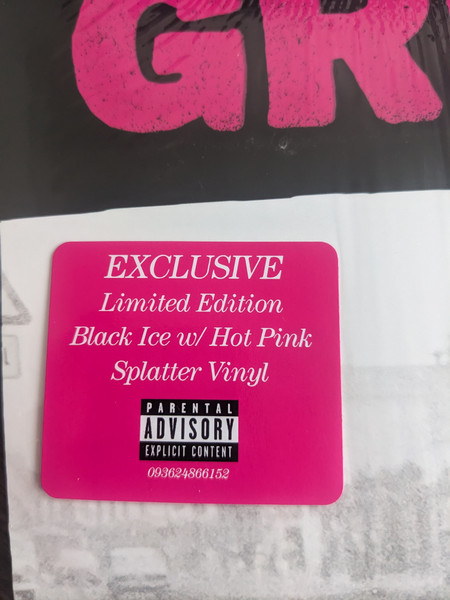 GR
EXCLUSIVE
Limited Edition
Black Ice w/ Hot Pink
Splatter Vinyl
PARENTAL
ADVISORY
EXPLICIT CONTENT
093624866152